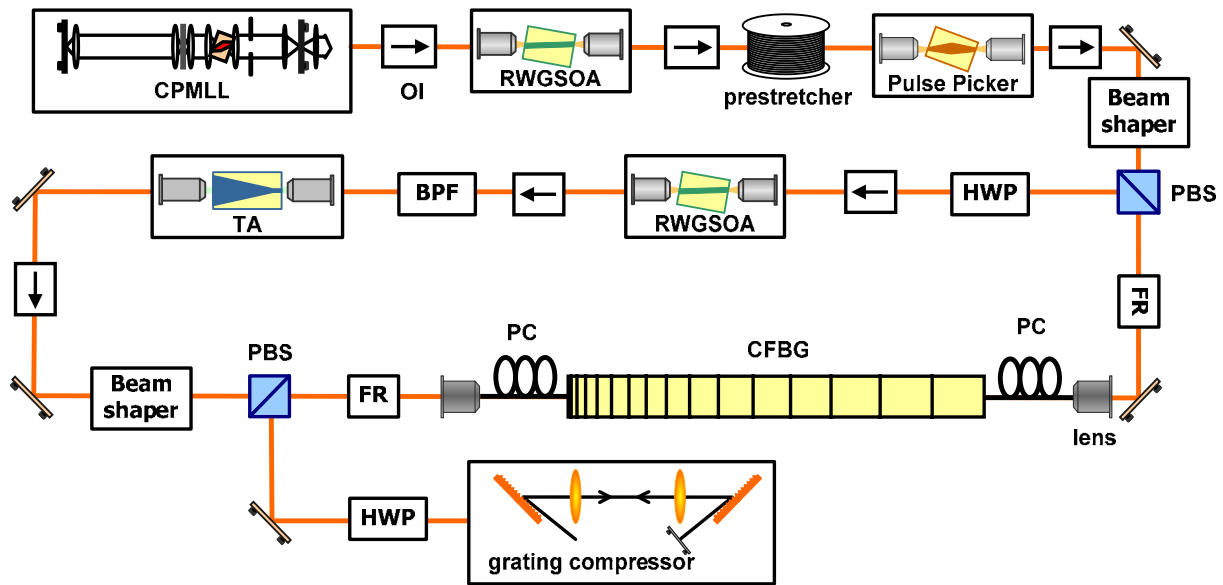 CPMLL
OI
RWGSOA
prestretcher
Pulse Picker
Beam
shaper
TA
BPF
RWGSOA
HWP
PBS
FR
PBS
Beam
shaper
FR
PC
CFBG
PC
lens
HWP
grating compressor